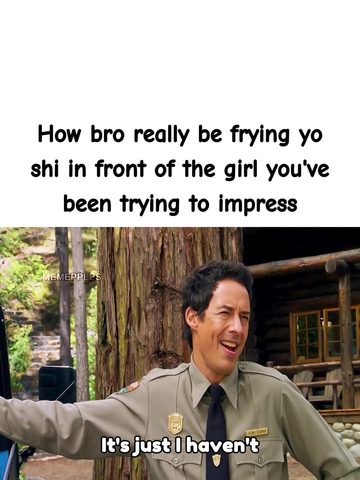 How bro really be frying yo
shi in front of the girl you've
been trying to impress
MEMEPPLPS
It's just I haven't